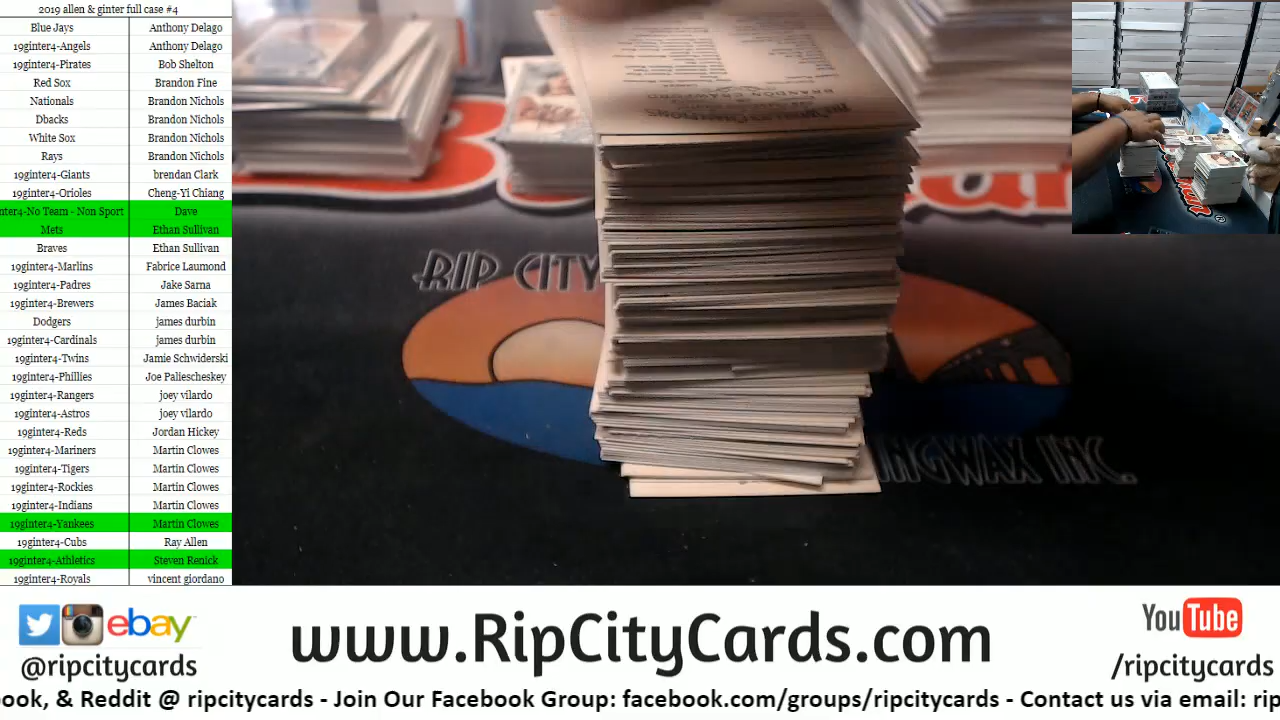 2019 allen & ginter full case #4
Blue Jays Anthony Delago
19ginter4-Angels Anthony Delago
19ginter4-Pirates Bob Shelton
Red Sox Brandon Fine
Nationals Brandon Nichols
Dbacks Brandon Nichols
White Sox Brandon Nichols
Rays Brandon Nichols
19ginter4-Giants brendan Clark
19ginter4-Orioles Cheng-Yi Chiang
nter4-No Team - Non Sport Dave
Mets Ethan Sullivan
Braves Ethan Sullivan
19ginter4-Marlins Fabrice Laumond
19ginter4-Padres Jake Sarna
19ginter4-Brewers James Baciak
Dodgers james durbin
19ginter4-Cardinals james durbin
19ginter4-Twins Jamie Schwiderski
19ginter4-Phillies Joe Paliescheskey
19ginter4-Rangers joey vilardo
19ginter4-Astros joey vilardo
19ginter4-Reds Jordan Hickey
19ginter4-Mariners Martin Clowes
19ginter4-Tigers Martin Clowes
19ginter4-Rockies Martin Clowes
19ginter4-Indians Martin Clowes
19ginter4-Yankees Martin Clowes
19ginter4-Cubs Ray Allen
19ginter4-Athletics Steven Renick
19ginter4-Royals vincent giordano
BRANDON CRAWFORD
RIP CITY
INGWAX INC.
ebay
@ripcitycards
www.RipCityCards.com
YouTube
/ripcitycards
ook, & Reddit @ ripcitycards - Join Our Facebook Group: facebook.com/groups/ripcitycards - Contact us via email: rip